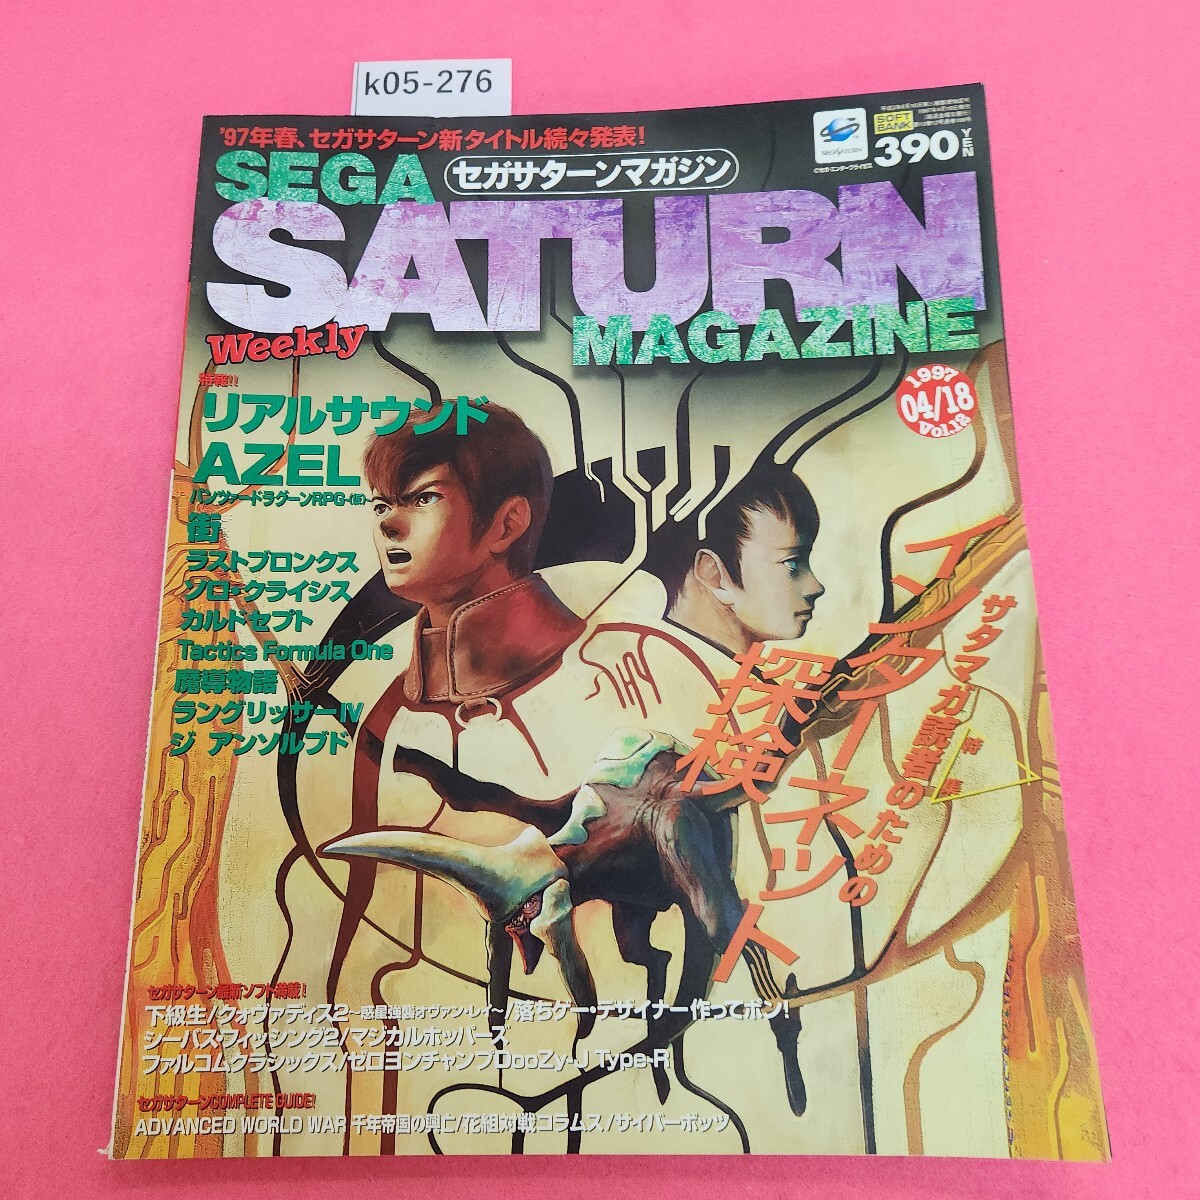 k05-276
'97年春、セガサターン新タイトル続々発表!
SOFT
BANK
390
YEN
SEGA
セガサターンマガジン
SATURN
Weekly
MAGAZINE
1997
04/18
Vol.18
特報!!
リアルサウンド
AZEL
パンツァードラグーンRPG-(仮)-
街
ラストブロンクス
ゾロ・クライシス
カルドセプト
Tactics Formula One
魔導物語
ラングリッサーIV
ジ アンソルブド
特集
サタマガ読者のための
インターネット
探検
セガサターン最新ソフト満載!
下級生/クォヴァディス2~惑星強襲オヴァン・レイ~/落ちゲー・デザイナー作ってポン!
シーバス・フィッシング2/マジカルホッパーズ
ファルコムクラシックス/ゼロヨンチャンプDooZy-J Type-R
セガサターンCOMPLETE GUIDE!
ADVANCED WORLD WAR 千年帝国の興亡/花組対戦コラムス/サイバーボッツ